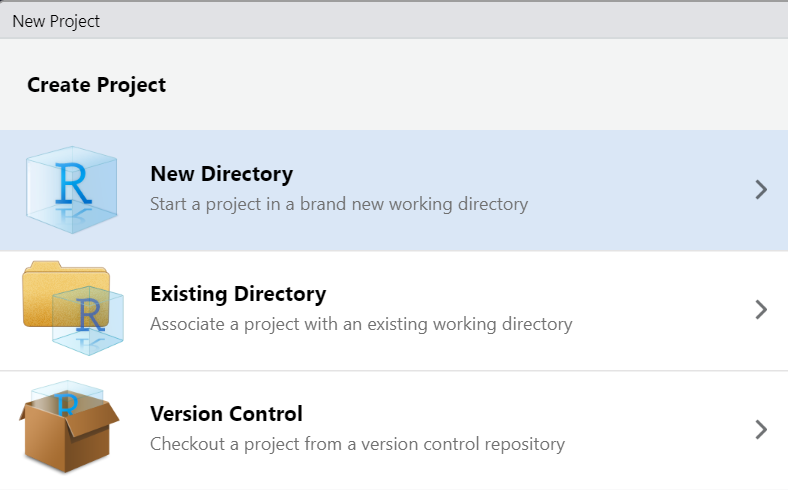 New Project
Create Project
R
New Directory
Start a project in a brand new working directory
R
Existing Directory
Associate a project with an existing working directory
R
Version Control
Checkout a project from a version control repository